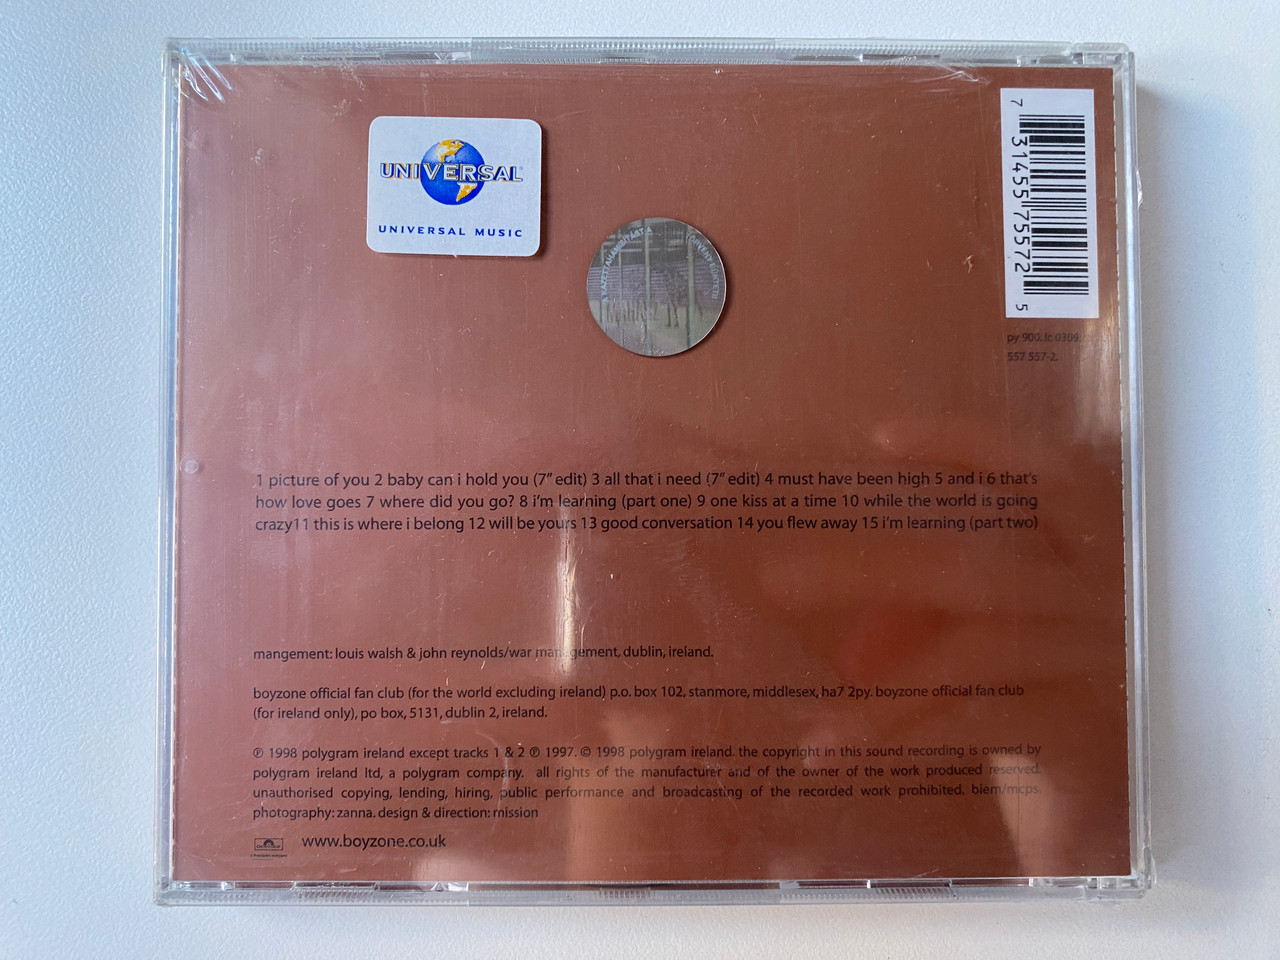 UNIVERSAL
UNIVERSAL MUSIC
MAHASZ
7 31455 75572 5
py 900. lc 0309.
557 557-2.
1 picture of you 2 baby can i hold you (7" edit) 3 all that i need (7" edit) 4 must have been high 5 and i 6 that's
how love goes 7 where did you go? 8 i'm learning (part one) 9 one kiss at a time 10 while the world is going
crazy11 this is where i belong 12 will be yours 13 good conversation 14 you flew away 15 i'm learning (part two)
mangement: louis walsh & john reynolds/war management, dublin, ireland.
boyzone official fan club (for the world excluding ireland) p.o. box 102, stanmore, middlesex, ha7 2py. boyzone official fan club
(for ireland only), po box, 5131, dublin 2, ireland.
℗ 1998 polygram ireland except tracks 1 & 2 ℗ 1997. © 1998 polygram ireland. the copyright in this sound recording is owned by
polygram ireland ltd, a polygram company. all rights of the manufacturer and of the owner of the work produced reserved.
unauthorised copying, lending, hiring, public performance and broadcasting of the recorded work prohibited. biem/mcps.
photography: zanna. design & direction: mission
www.boyzone.co.uk